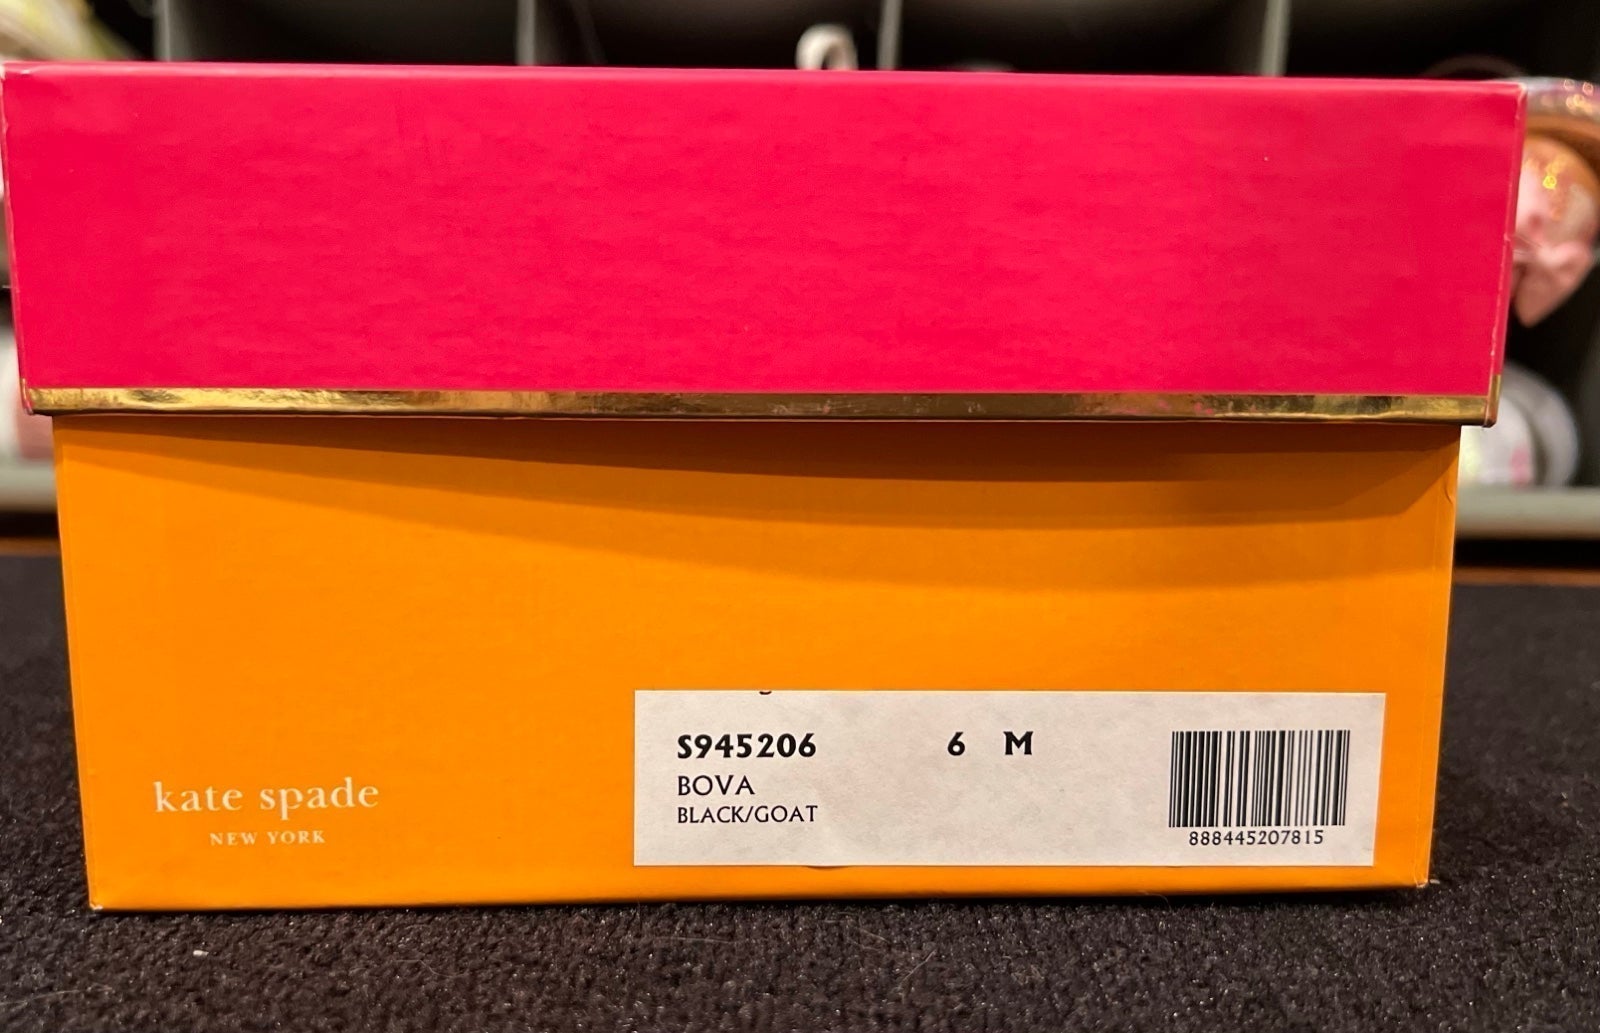 kate spade
NEW YORK
S945206 6 M
BOVA
BLACK/GOAT
888445207815